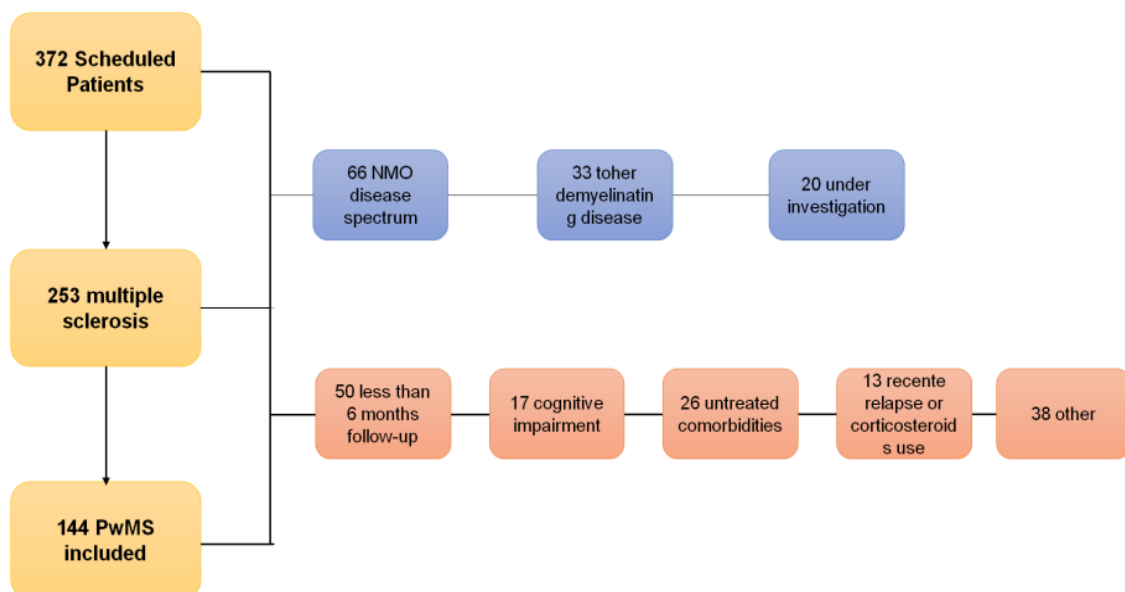 372 Scheduled
Patients
66 NMO
disease
spectrum
33 toher
demyelinatin
g disease
20 under
investigation
253 multiple
sclerosis
50 less than
6 months
follow-up
17 cognitive
impairment
26 untreated
comorbidities
13 recente
relapse or
corticosteroid
s use
38 other
144 PwMS
included